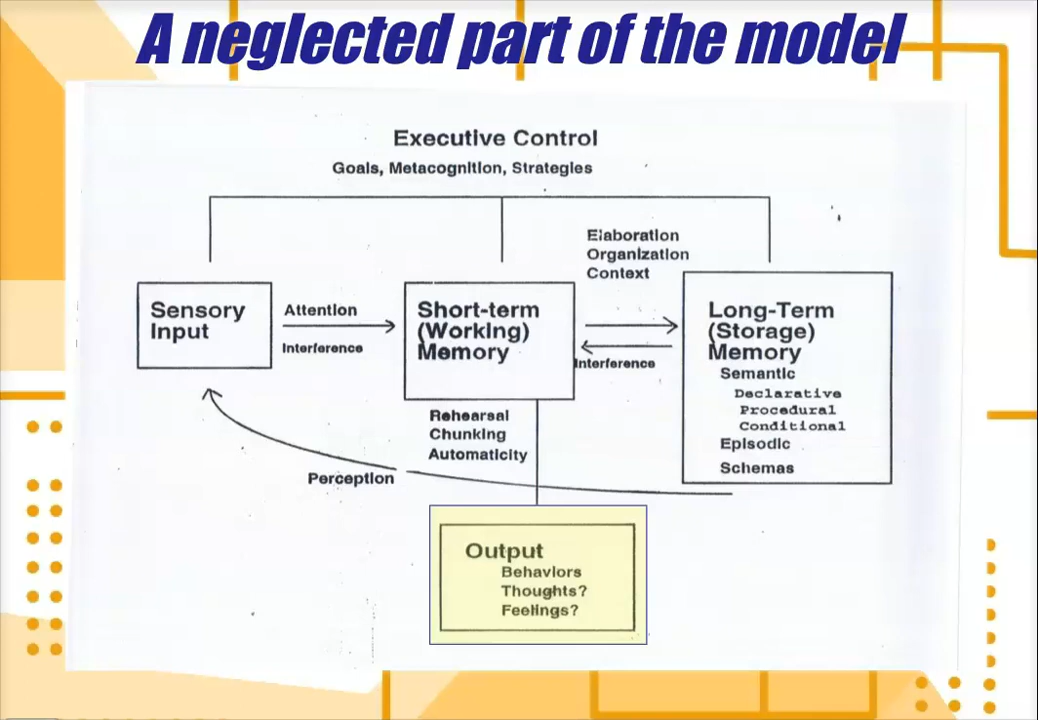 A neglected part of the model
Executive Control
Goals, Metacognition, Strategies
Elaboration
Organization
Context
Sensory
Input
Attention
Interference
Short-term
(Working)
Memory
Interference
Long-Term
(Storage)
Memory
Semantic
Declarative
Procedural
Conditional
Episodic
Schemas
Rehearsal
Chunking
Automaticity
Perception
Output
Behaviors
Thoughts?
Feelings?